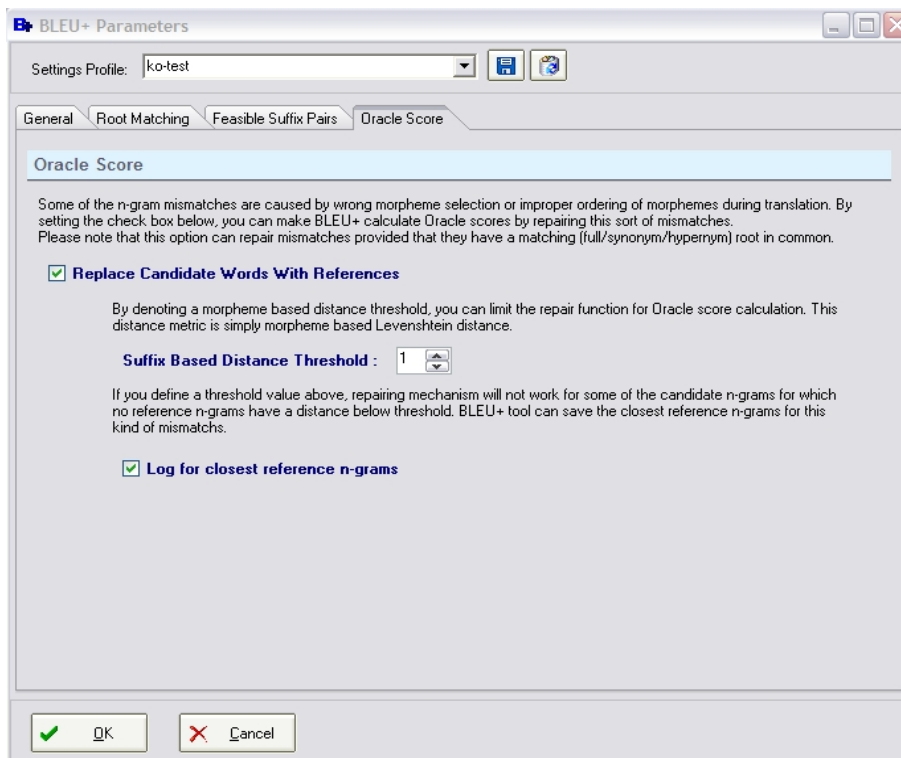 BLEU+ Parameters
Settings Profile: ko-test
General Root Matching Feasible Suffix Pairs Oracle Score
Oracle Score
Some of the n-gram mismatches are caused by wrong morpheme selection or improper ordering of morphemes during translation. By
setting the check box below, you can make BLEU+ calculate Oracle scores by repairing this sort of mismatches.
Please note that this option can repair mismatches provided that they have a matching (full/synonym/hypernym) root in common.
Replace Candidate Words With References
By denoting a morpheme based distance threshold, you can limit the repair function for Oracle score calculation. This
distance metric is simply morpheme based Levenshtein distance.
Suffix Based Distance Threshold : 1
If you define a threshold value above, repairing mechanism will not work for some of the candidate n-grams for which
no reference n-grams have a distance below threshold. BLEU+ tool can save the closest reference n-grams for this
kind of mismatchs.
Log for closest reference n-grams
OK Cancel